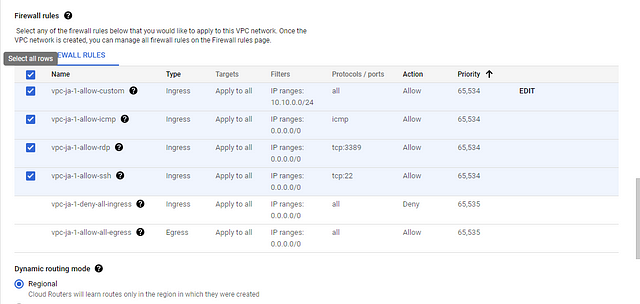 Firewall rules
Select any of the firewall rules below that you would like to apply to this VPC network. Once the
VPC network is created, you can manage all firewall rules on the Firewall rules page.
Select all rows
EWALL RULES
Name Type Targets Filters Protocols / ports Action Priority
vpc-ja-1-allow-custom Ingress Apply to all IP ranges: all Allow 65,534 EDIT
10.10.0.0/24
vpc-ja-1-allow-icmp Ingress Apply to all IP ranges: icmp Allow 65,534
0.0.0.0/0
vpc-ja-1-allow-rdp Ingress Apply to all IP ranges: tcp:3389 Allow 65,534
0.0.0.0/0
vpc-ja-1-allow-ssh Ingress Apply to all IP ranges: tcp:22 Allow 65,534
0.0.0.0/0
vpc-ja-1-deny-all-ingress Ingress Apply to all IP ranges: all Deny 65,535
0.0.0.0/0
vpc-ja-1-allow-all-egress Egress Apply to all IP ranges: all Allow 65,535
0.0.0.0/0
Dynamic routing mode
Regional
Cloud Routers will learn routes only in the region in which they were created